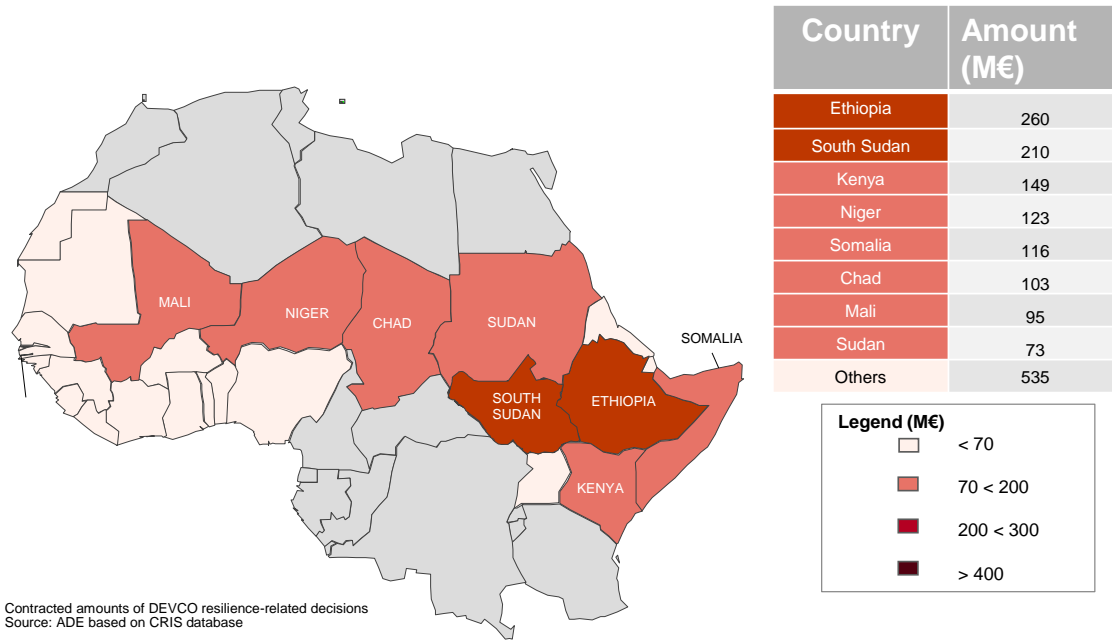 Country Amount (M€)
Ethiopia 260
South Sudan 210
Kenya 149
Niger 123
Somalia 116
Chad 103
Mali 95
Sudan 73
Others 535
MALI
NIGER
CHAD
SUDAN
SOMALIA
SOUTH
SUDAN
ETHIOPIA
KENYA
Legend (M€)
< 70
70 < 200
200 < 300
> 400
Contracted amounts of DEVCO resilience-related decisions
Source: ADE based on CRIS database